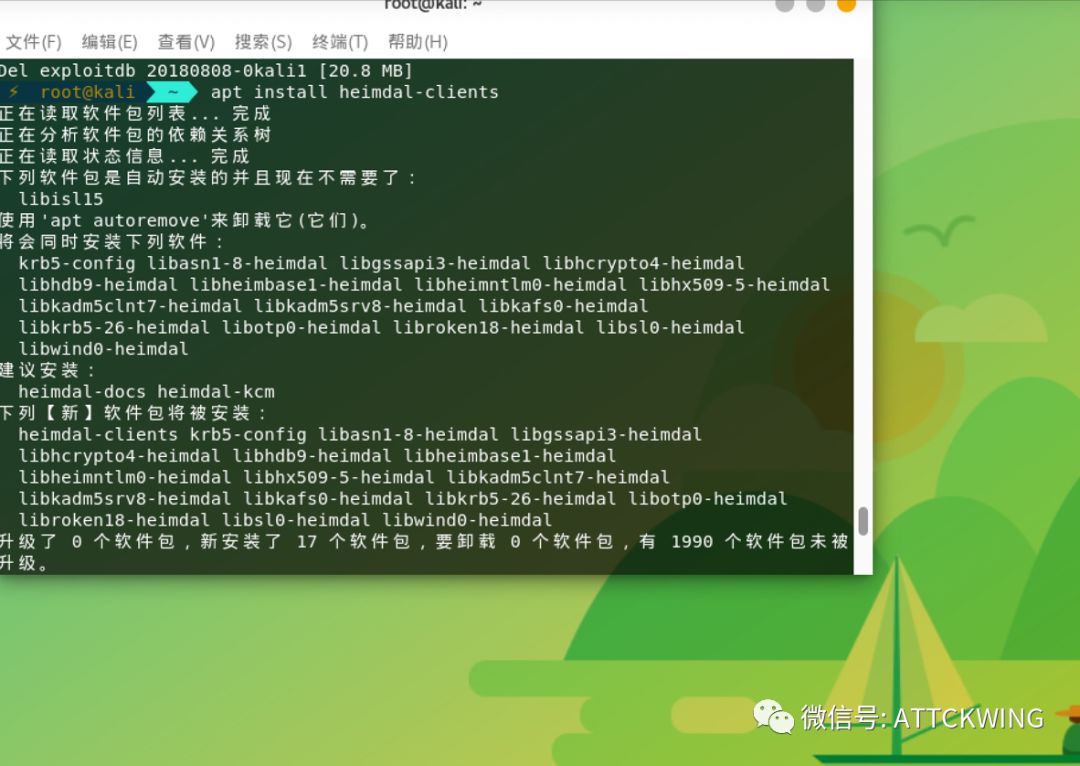 root@kali: ~
文件(F) 编辑(E) 查看(V) 搜索(S) 终端(T) 帮助(H)
Del exploitdb 20180808-0kali1 [20.8 MB]
⚡ root@kali ~ apt install heimdal-clients
正在读取软件包列表... 完成
正在分析软件包的依赖关系树
正在读取状态信息... 完成
下列软件包是自动安装的并且现在不需要了：
libisl15
使用'apt autoremove'来卸载它(它们)。
将会同时安装下列软件：
krb5-config libasn1-8-heimdal libgssapi3-heimdal libhcrypto4-heimdal
libhdb9-heimdal libheimbase1-heimdal libheimntlm0-heimdal libhx509-5-heimdal
libkadm5clnt7-heimdal libkadm5srv8-heimdal libkafs0-heimdal
libkrb5-26-heimdal libotp0-heimdal libroken18-heimdal libsl0-heimdal
libwind0-heimdal
建议安装：
heimdal-docs heimdal-kcm
下列【新】软件包将被安装：
heimdal-clients krb5-config libasn1-8-heimdal libgssapi3-heimdal
libhcrypto4-heimdal libhdb9-heimdal libheimbase1-heimdal
libheimntlm0-heimdal libhx509-5-heimdal libkadm5clnt7-heimdal
libkadm5srv8-heimdal libkafs0-heimdal libkrb5-26-heimdal libotp0-heimdal
libroken18-heimdal libsl0-heimdal libwind0-heimdal
升级了 0 个软件包，新安装了 17 个软件包，要卸载 0 个软件包，有 1990 个软件包未被
升级。
微信号: ATTCKWING